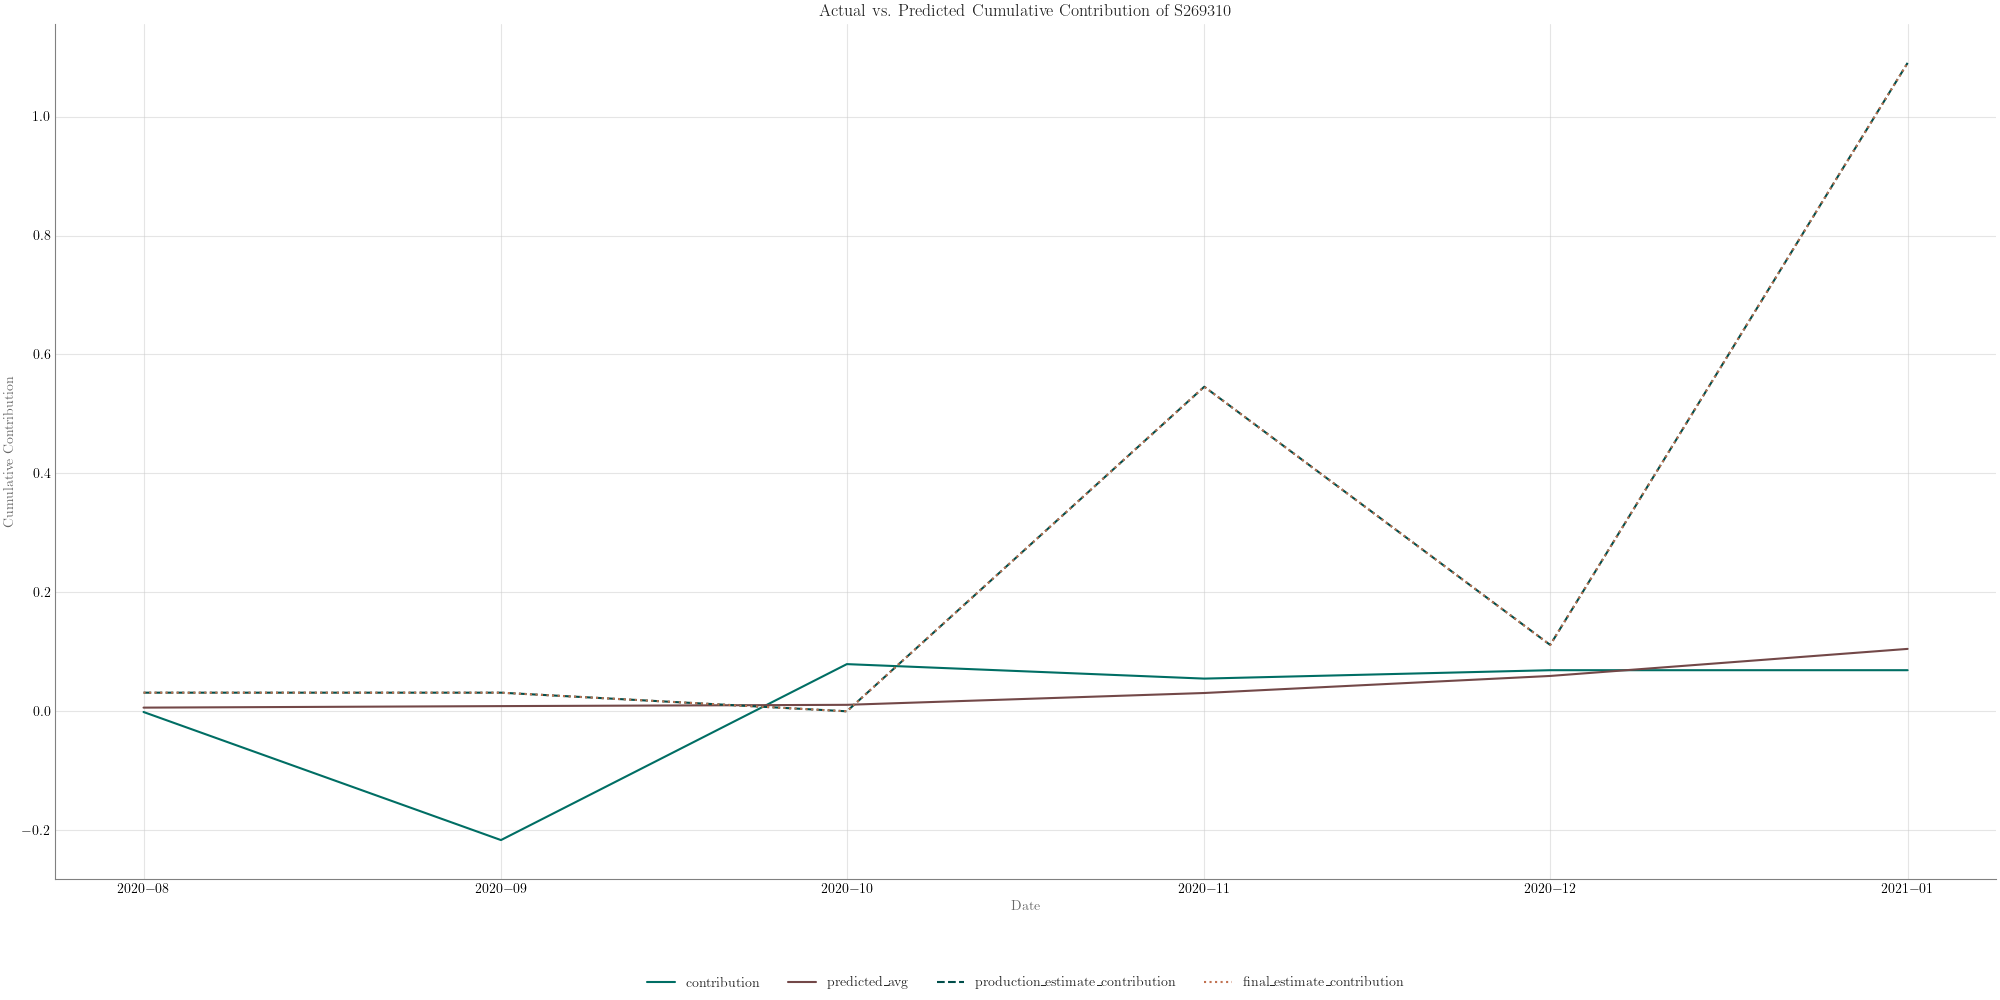 Actual vs. Predicted Cumulative Contribution of S269310
1.0
0.8
0.6
0.4
0.2
0.0
−0.2
Cumulative Contribution
2020−08 2020−09 2020−10 2020−11 2020−12 2021−01
Date
contribution predicted_avg production_estimate_contribution final_estimate_contribution